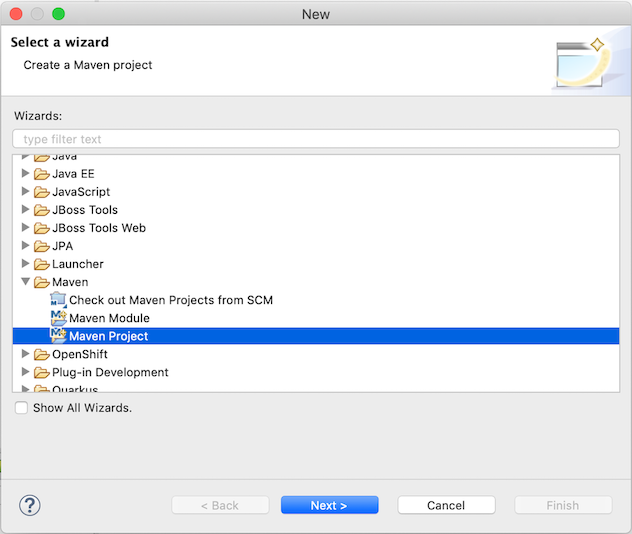 New
Select a wizard
Create a Maven project
Wizards:
type filter text
Java
Java EE
JavaScript
JBoss Tools
JBoss Tools Web
JPA
Launcher
Maven
Check out Maven Projects from SCM
Maven Module
Maven Project
OpenShift
Plug-in Development
Quarkus
Show All Wizards.
?
< Back
Next >
Cancel
Finish